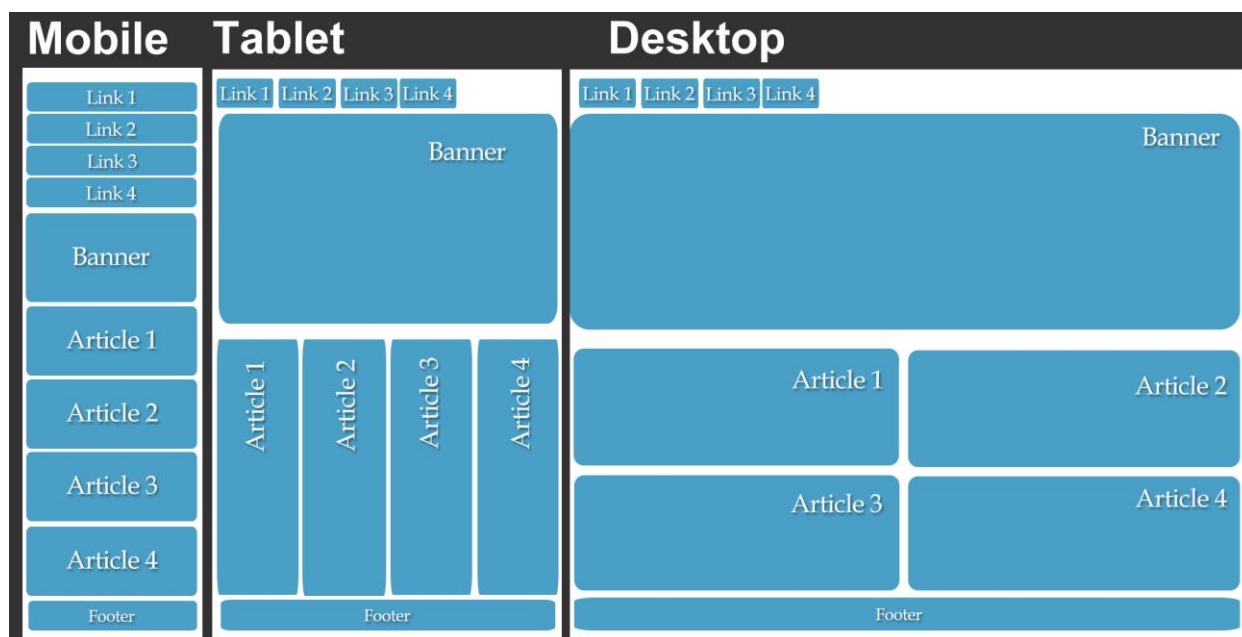 Mobile
Tablet
Desktop
Link 1
Link 2
Link 3
Link 4
Banner
Article 1
Article 2
Article 3
Article 4
Footer
Link 1 Link 2 Link 3 Link 4
Banner
Article 1
Article 2
Article 3
Article 4
Footer
Link 1 Link 2 Link 3 Link 4
Banner
Article 1
Article 2
Article 3
Article 4
Footer